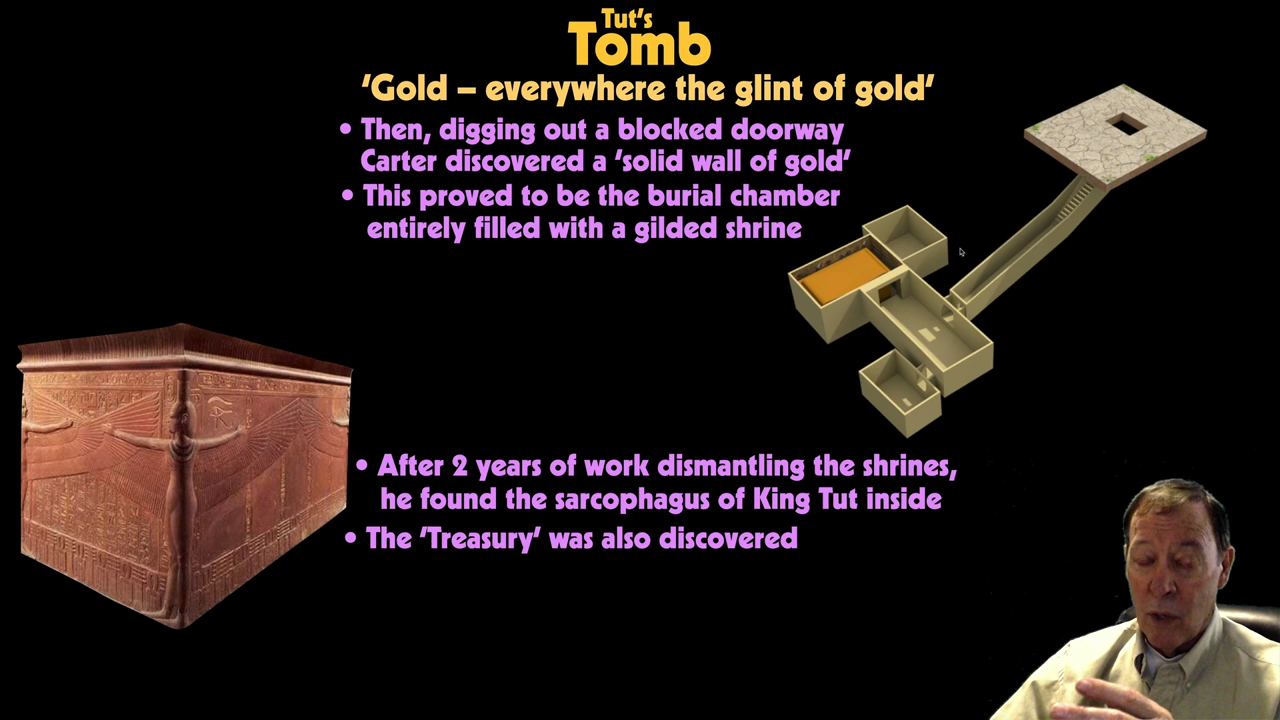 Tut's
Tomb
'Gold – everywhere the glint of gold'
• Then, digging out a blocked doorway
Carter discovered a 'solid wall of gold'
• This proved to be the burial chamber
entirely filled with a gilded shrine
• After 2 years of work dismantling the shrines,
he found the sarcophagus of King Tut inside
• The 'Treasury' was also discovered